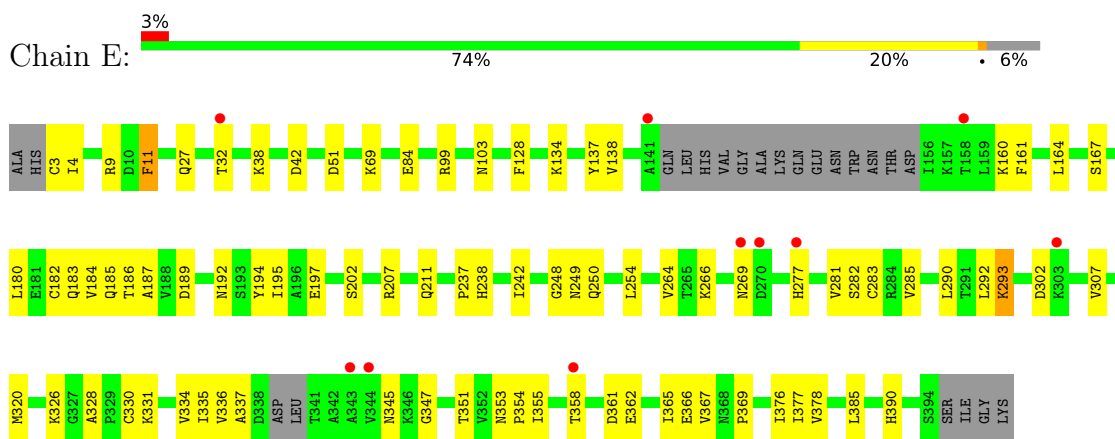 3%
Chain E:
74% 20% • 6%
ALA HIS C3 I4 R9 D10 F11 Q27 T32 K38 D42 D51 K69 E84 R99 N103 F128 K134 Y137 V138 A141 GLN LEU HIS VAL GLY ALA LYS GLN GLU ASN TRP ASN THR ASP I156 K157 T158 L159 K160 F161 L164 S167
L180 E181 C182 Q183 V184 Q185 T186 A187 V188 D189 N192 S193 Y194 I195 A196 E197 S202 R207 Q211 P237 H238 I242 G248 N249 Q250 L254 V264 T265 K266 N269 D270 H277 V281 S282 C283 R284 V285 L290 T291 L292 K293 D302 K303 V307
M320 K326 G327 A328 P329 C330 K331 V334 I335 V336 A337 D338 ASP LEU T341 A342 A343 V344 N345 K346 G347 T351 V352 N353 P354 I355 T358 D361 E362 I365 E366 V367 N368 P369 I376 I377 V378 L385 H390 S394 SER ILE GLY LYS